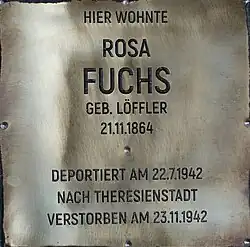 HIER WOHNTE
ROSA
FUCHS
GEB. LÖFFLER
21.11.1864
DEPORTIERT AM 22.7.1942
NACH THERESIENSTADT
VERSTORBEN AM 23.11.1942